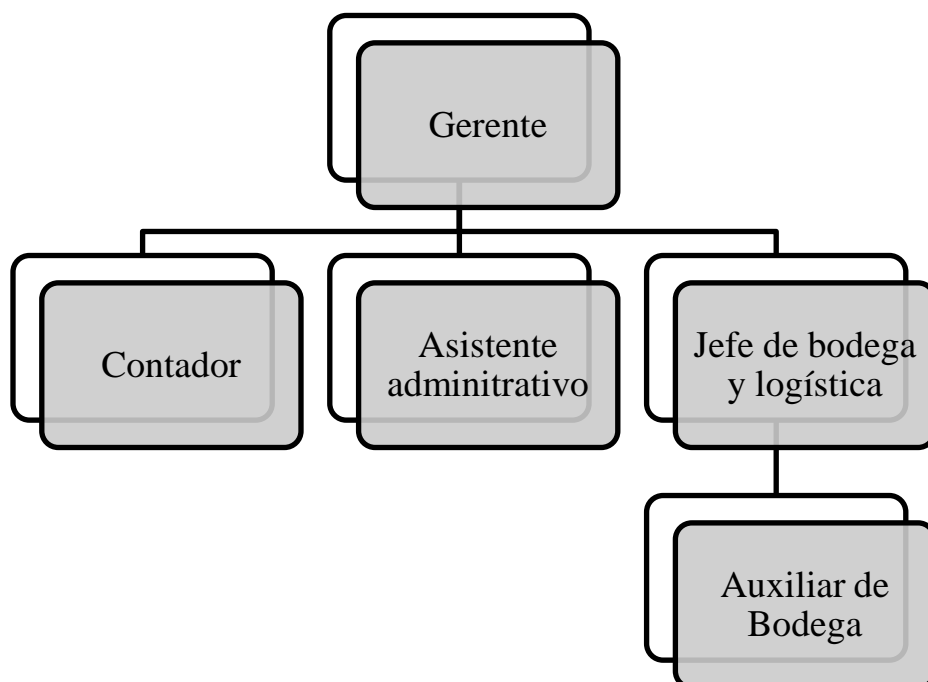 Gerente
Contador
Asistente
adminitrativo
Jefe de bodega
y logística
Auxiliar de
Bodega